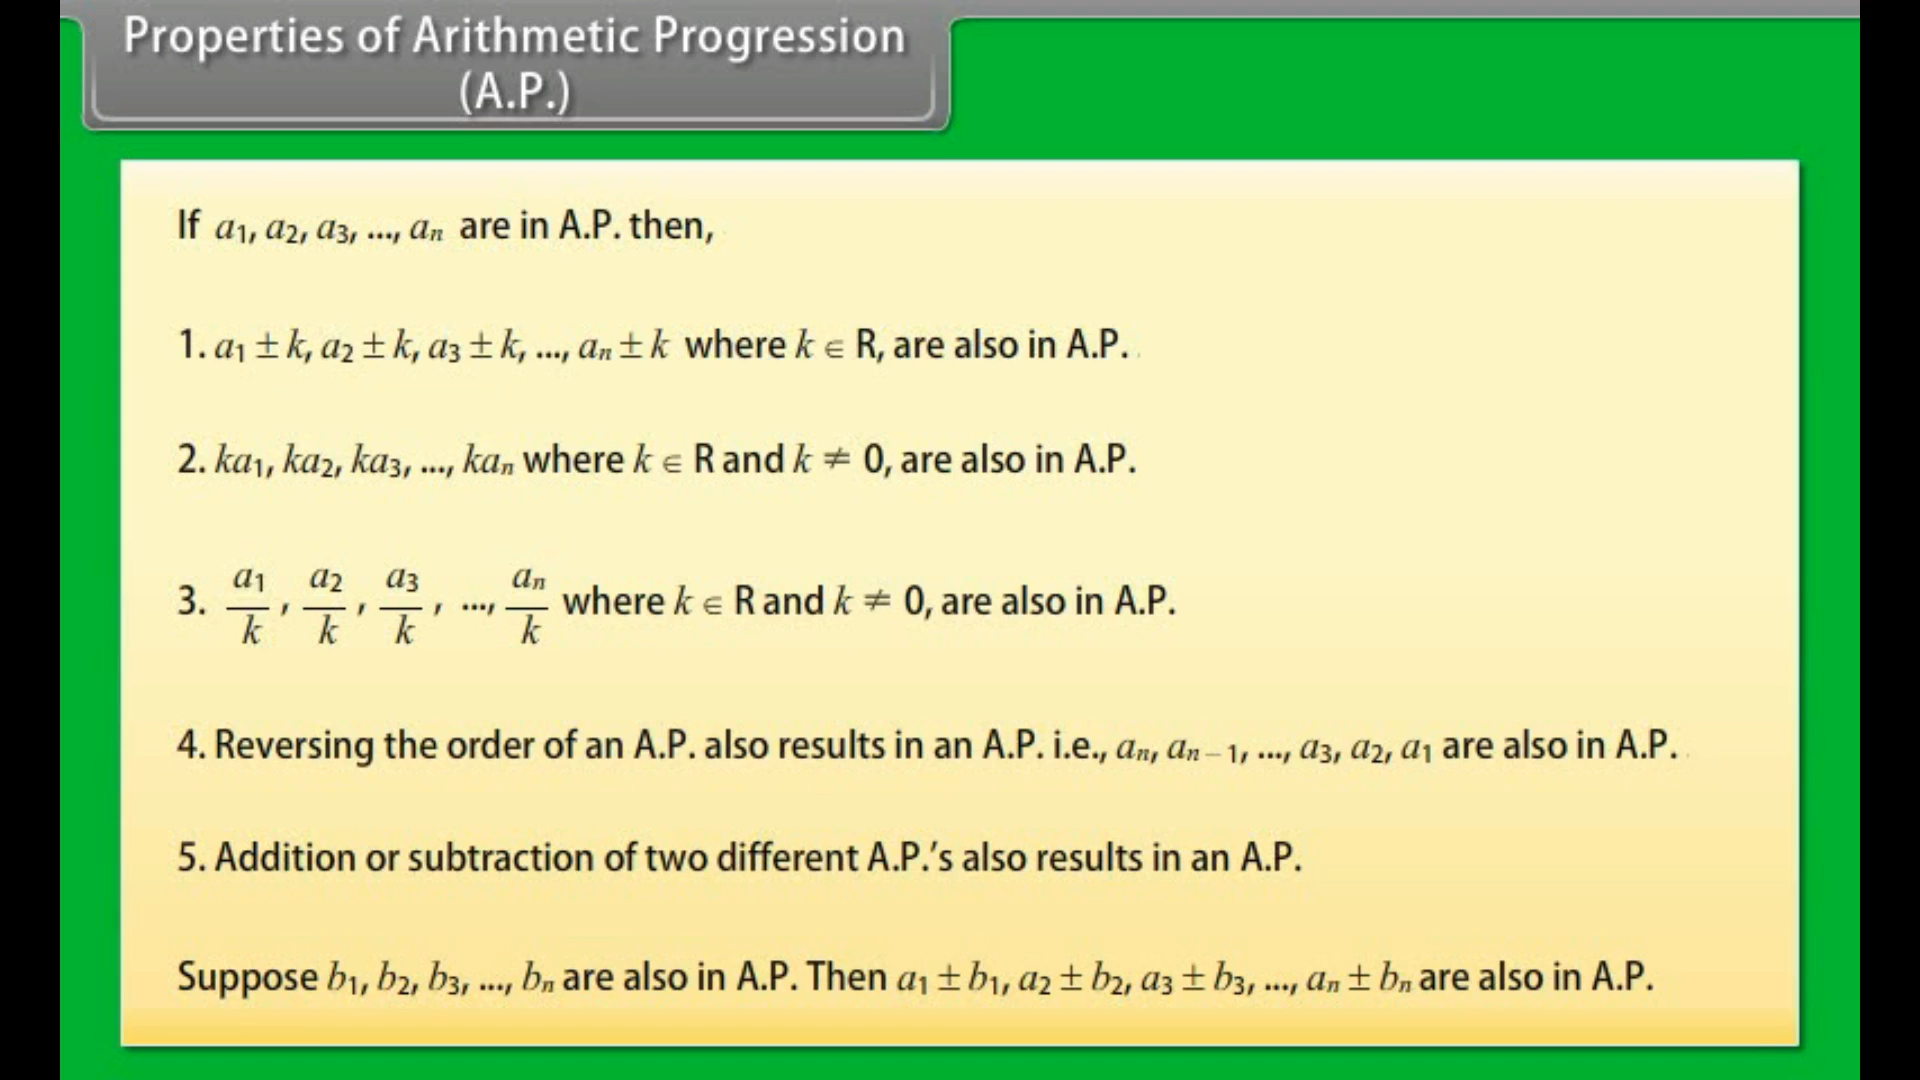 Properties of Arithmetic Progression
(A.P.)
If a₁, a₂, a₃, ..., aₙ are in A.P. then,
1. a₁ ± k, a₂ ± k, a₃ ± k, ..., aₙ ± k where k ∈ R, are also in A.P.
2. ka₁, ka₂, ka₃, ..., kaₙ where k ∈ R and k ≠ 0, are also in A.P.
3. a₁/k, a₂/k, a₃/k, ..., aₙ/k where k ∈ R and k ≠ 0, are also in A.P.
4. Reversing the order of an A.P. also results in an A.P. i.e., aₙ, aₙ₋₁, ..., a₃, a₂, a₁ are also in A.P.
5. Addition or subtraction of two different A.P.'s also results in an A.P.
Suppose b₁, b₂, b₃, ..., bₙ are also in A.P. Then a₁ ± b₁, a₂ ± b₂, a₃ ± b₃, ..., aₙ ± bₙ are also in A.P.